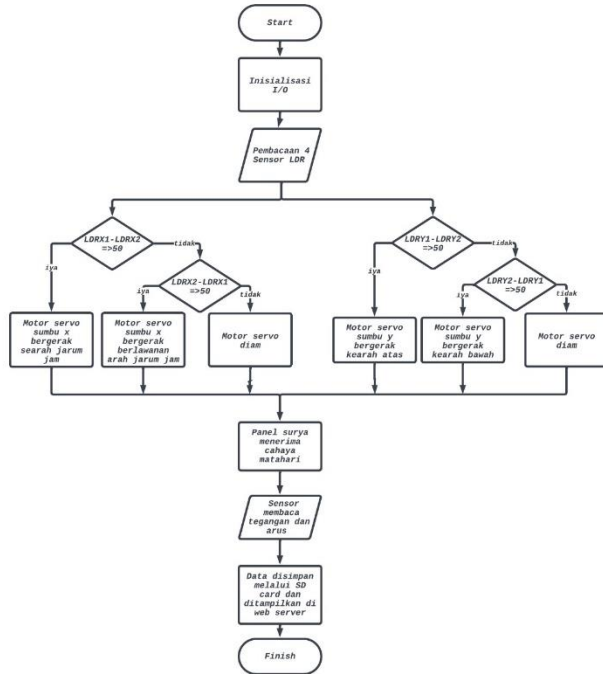 Start
Inisialisasi
I/O
Pembacaan 4
Sensor LDR
LDRX1-LDRX2
=>50
tidak
iya
LDRX2-LDRX1
=>50
iya
tidak
LDRY1-LDRY2
=>50
tidak
iya
LDRY2-LDRY1
=>50
iya
tidak
Motor servo
sumbu x
bergerak
searah jarum
jam
Motor servo
sumbu x
bergerak
berlawanan
arah jarum jam
Motor servo
diam
Motor servo
sumbu y
bergerak
kearah atas
Motor servo
sumbu y
bergerak
kearah bawah
Motor servo
diam
Panel surya
menerima
cahaya
matahari
Sensor
membaca
tegangan dan
arus
Data disimpan
melalui SD
card dan
ditampilkan di
web server
Finish